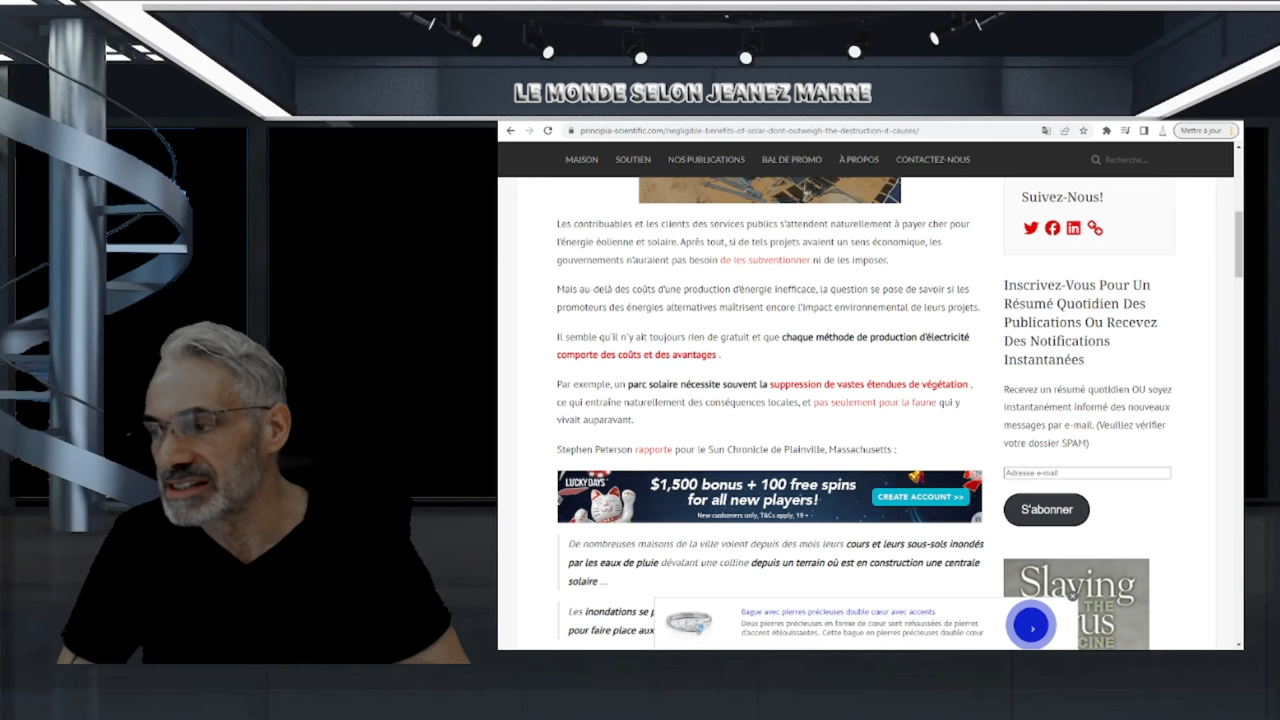 LE MONDE SELON JEANEZ MARRE
principia-scientific.com/negligible-benefits-of-solar-dont-outweigh-the-destruction-it-causes/
Mettre à jour
MAISON SOUTIEN NOS PUBLICATIONS BAL DE PROMO À PROPOS CONTACTEZ-NOUS Recherche...
Les contribuables et les clients des services publics s'attendent naturellement à payer cher pour
l'énergie éolienne et solaire. Après tout, si de tels projets avaient un sens économique, les
gouvernements n'auraient pas besoin de les subventionner ni de les imposer.
Mais au-delà des coûts d'une production d'énergie inefficace, la question se pose de savoir si les
promoteurs des énergies alternatives maîtrisent encore l'impact environnemental de leurs projets.
Il semble qu'il n'y ait toujours rien de gratuit et que chaque méthode de production d'électricité
comporte des coûts et des avantages .
Par exemple, un parc solaire nécessite souvent la suppression de vastes étendues de végétation ,
ce qui entraîne naturellement des conséquences locales, et pas seulement pour la faune qui y
vivait auparavant.
Stephen Peterson rapporte pour le Sun Chronicle de Plainville, Massachusetts :
LUCKY DAYS
$1,500 bonus + 100 free spins
for all new players!
New customers only, T&Cs apply, 19 +
CREATE ACCOUNT >>
De nombreuses maisons de la ville voient depuis des mois leurs cours et leurs sous-sols inondés
par les eaux de pluie dévalant une colline depuis un terrain où est en construction une centrale
solaire ...
Les inondations se p
pour faire place aux
Bague avec pierres précieuses double cœur avec accents
Deux pierres précieuses en forme de cœur sont rehaussées de pierres
d'accent éblouissantes. Cette bague en pierres précieuses double cœur
Suivez-Nous!
Inscrivez-Vous Pour Un
Résumé Quotidien Des
Publications Ou Recevez
Des Notifications
Instantanées
Recevez un résumé quotidien OU soyez
instantanément informé des nouveaux
messages par e-mail. (Veuillez vérifier
votre dossier SPAM)
Adresse e-mail
S'abonner
Slaying
THE
us
CINE